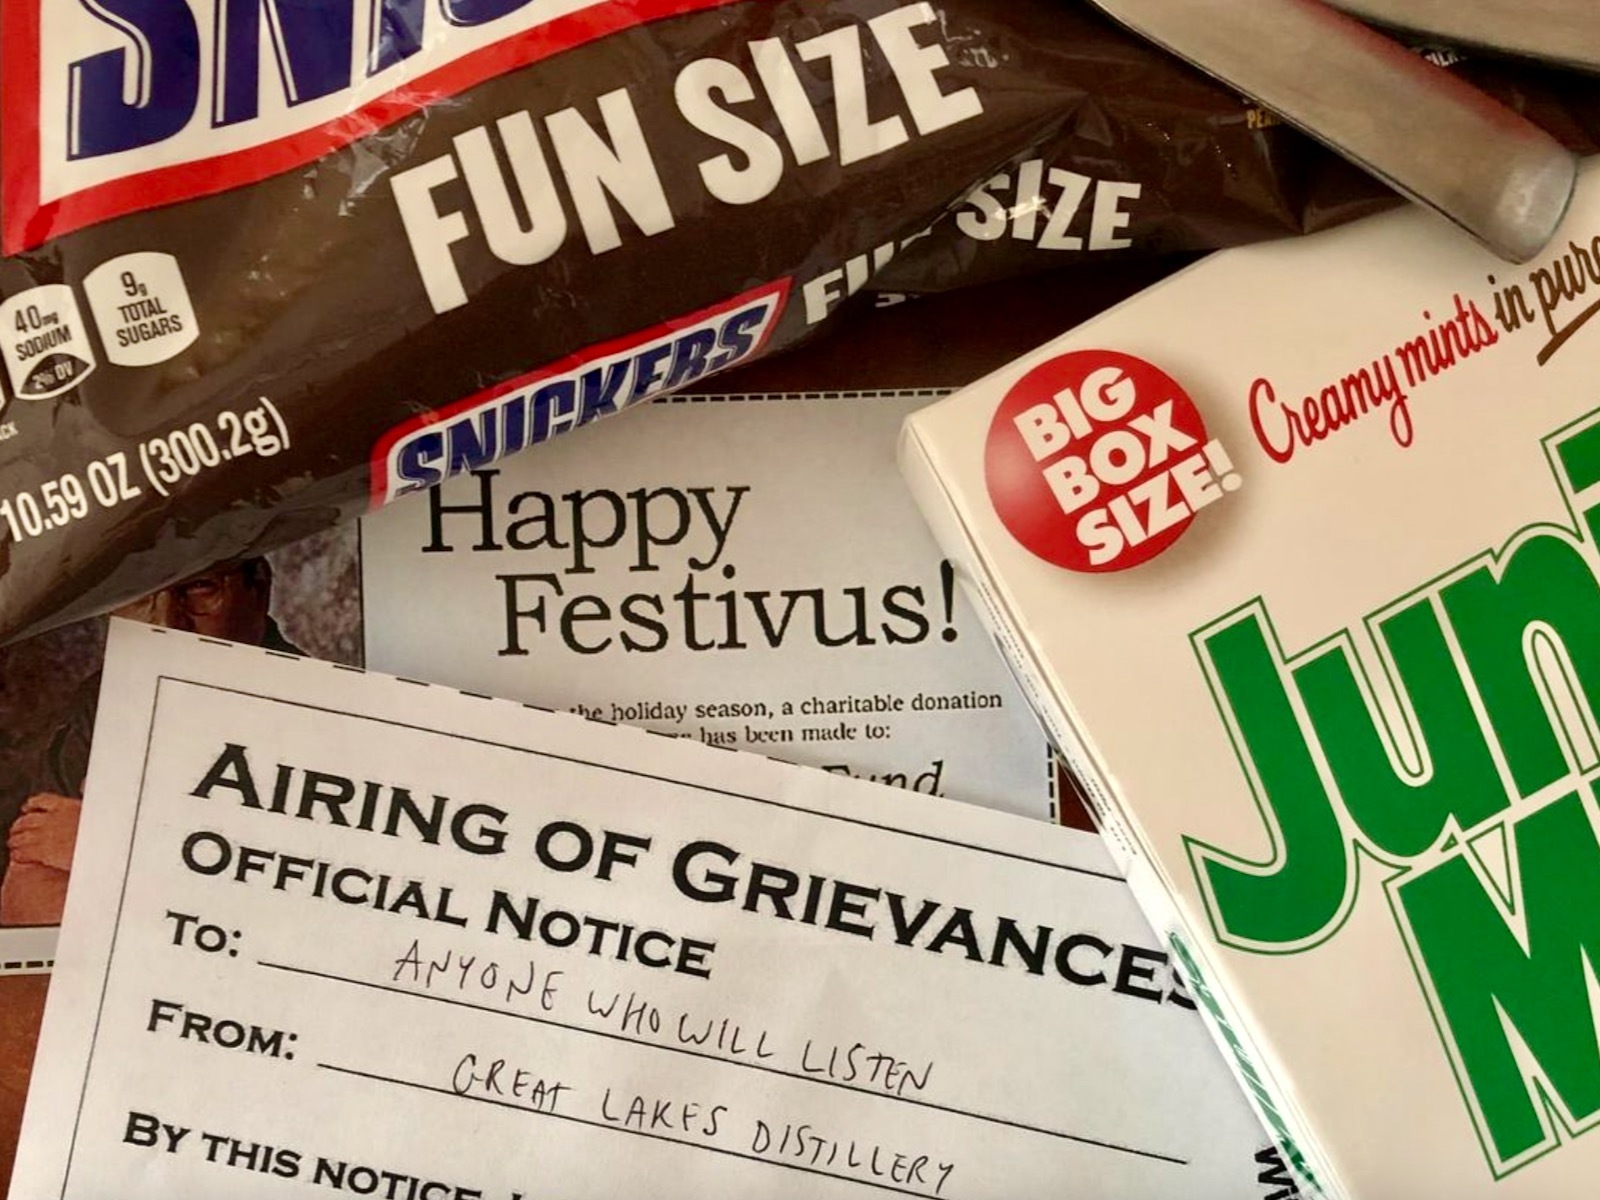 SNICKERS
FUN SIZE
SIZE
40mg
SODIUM
2% DV
9g
TOTAL
SUGARS
10.59 OZ (300.2g)
SNICKERS
BIG
BOX
SIZE!
Creamy mints in
Happy
Festivus!
the holiday season, a charitable donation
has been made to:
Fund
AIRING OF GRIEVANCES
OFFICIAL NOTICE
TO: ANYONE WHO WILL LISTEN
FROM: GREAT LAKES DISTILLERY
BY THIS NOTICE,